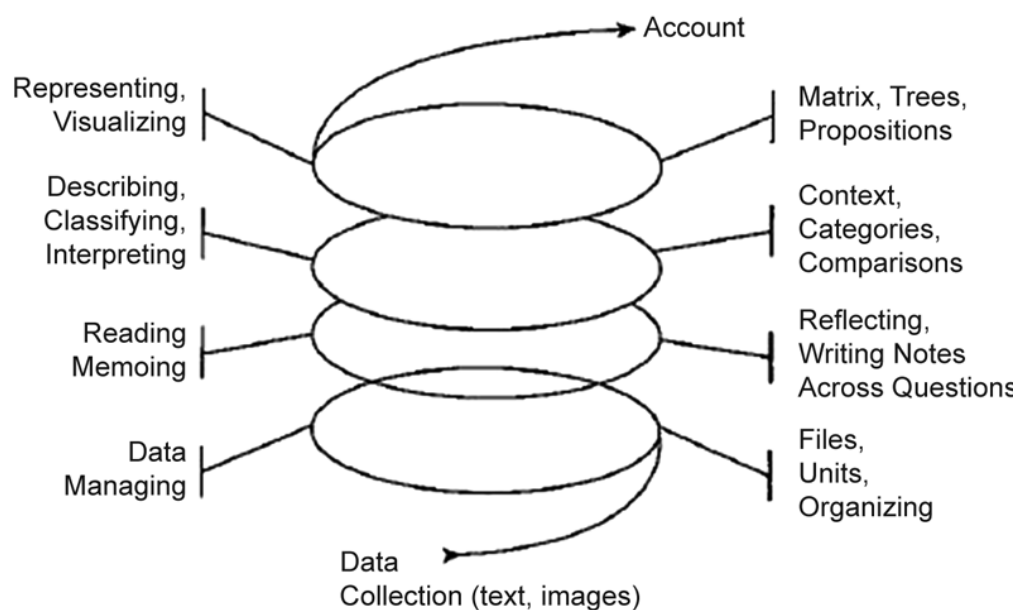 Account
Representing,
Visualizing
Matrix, Trees,
Propositions
Describing,
Classifying,
Interpreting
Context,
Categories,
Comparisons
Reading
Memoing
Reflecting,
Writing Notes
Across Questions
Data
Managing
Files,
Units,
Organizing
Data
Collection (text, images)